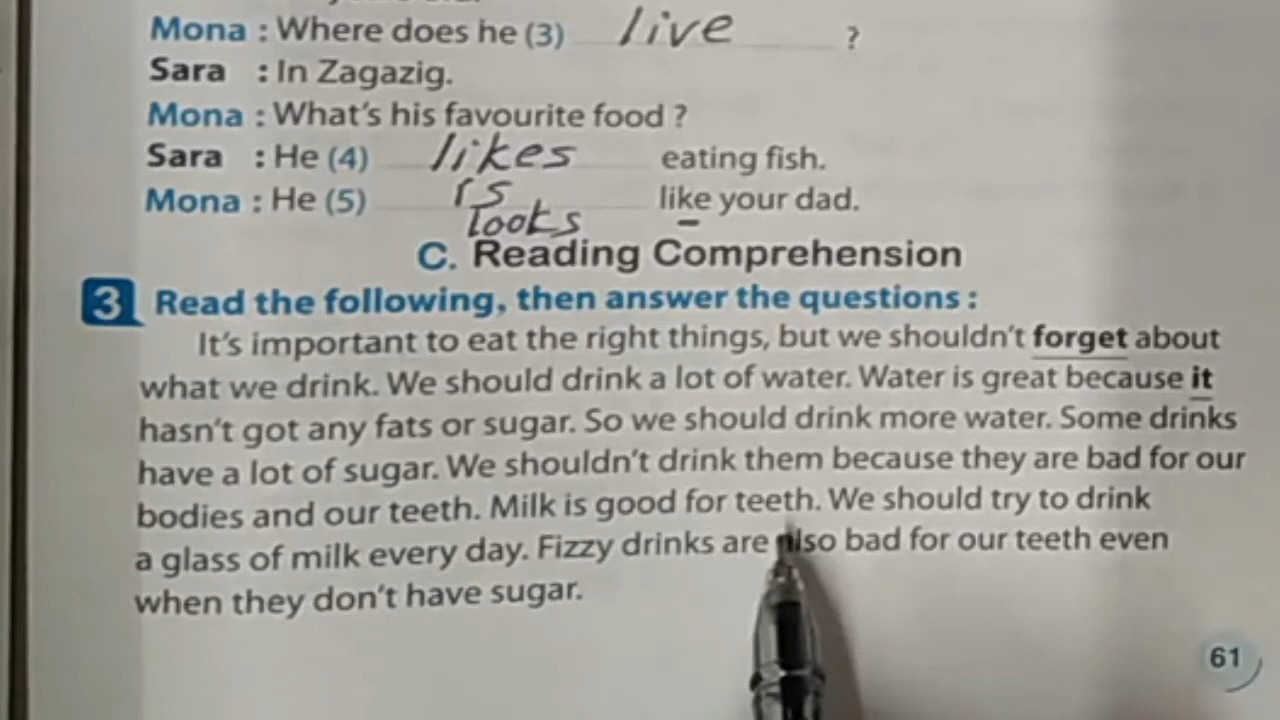 Mona : Where does he (3) live ?
Sara : In Zagazig.
Mona : What's his favourite food ?
Sara : He (4) likes eating fish.
Mona : He (5) is like your dad.
looks
C. Reading Comprehension
3 Read the following, then answer the questions :
It's important to eat the right things, but we shouldn't forget about
what we drink. We should drink a lot of water. Water is great because it
hasn't got any fats or sugar. So we should drink more water. Some drinks
have a lot of sugar. We shouldn't drink them because they are bad for our
bodies and our teeth. Milk is good for teeth. We should try to drink
a glass of milk every day. Fizzy drinks are also bad for our teeth even
when they don't have sugar.
61